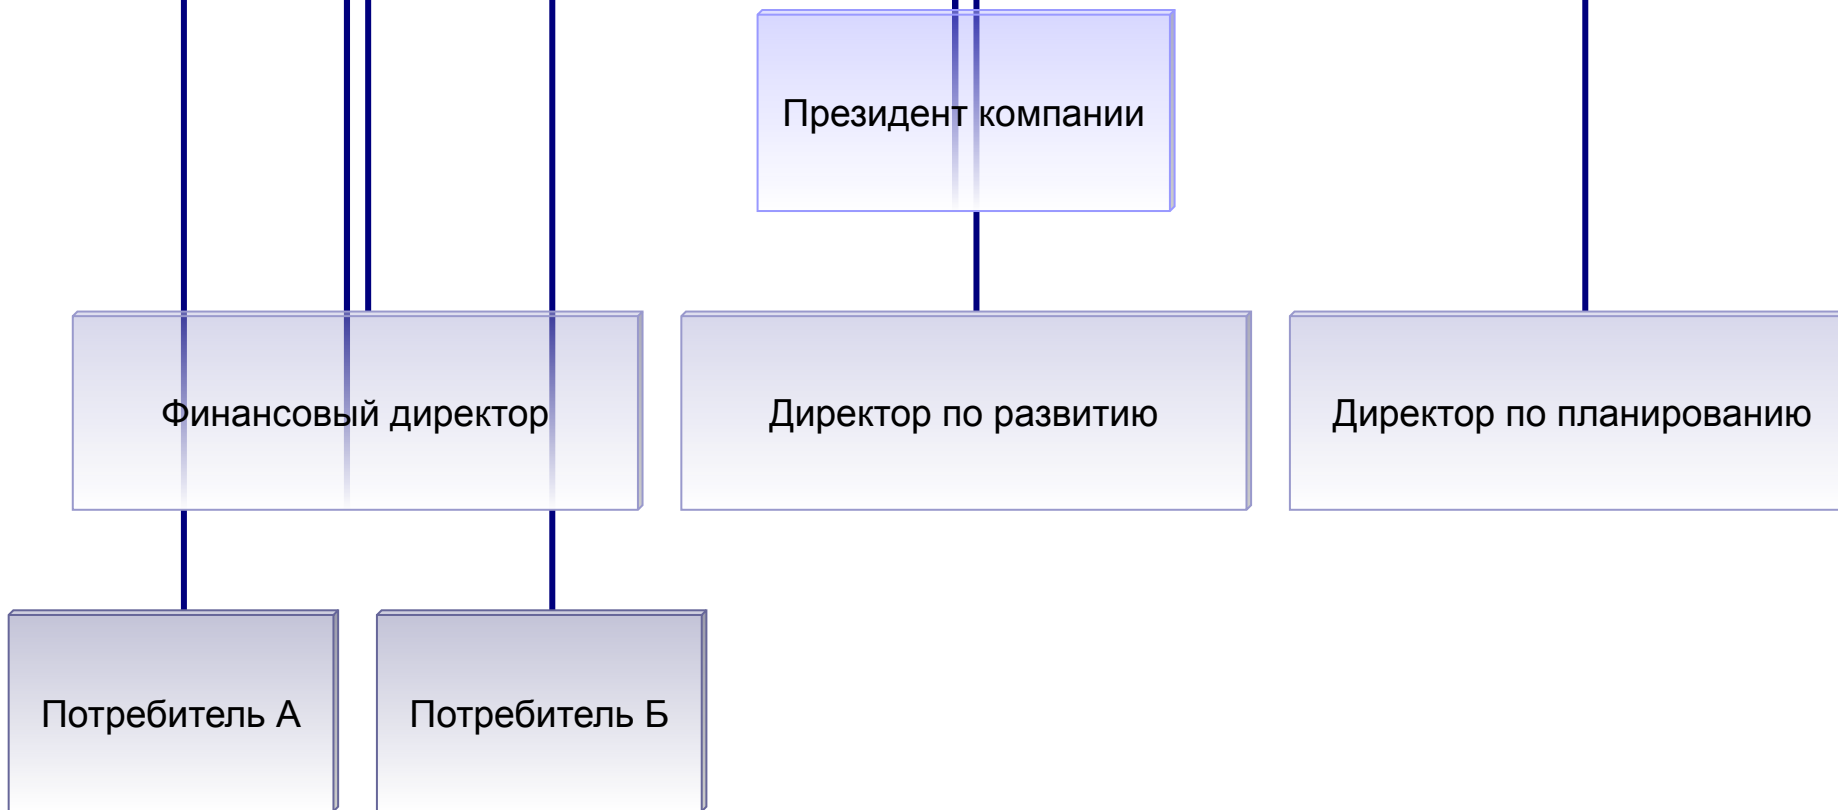 Президент компании
Финансовый директор
Директор по развитию
Директор по планированию
Потребитель А
Потребитель Б